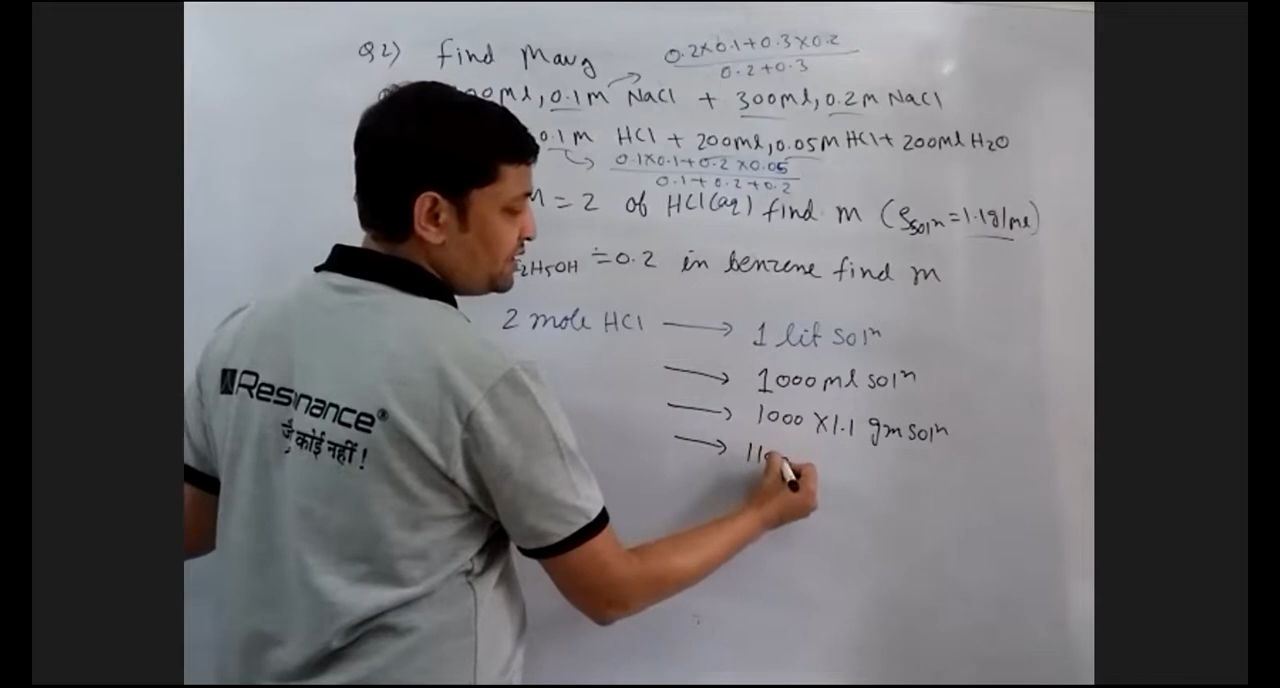 Q2) find Mavg
0.2×0.1+0.3×0.2
0.2+0.3
00ml, 0.1M NaCl + 300ml, 0.2M NaCl
0.1M HCl + 200ml, 0.05M HCl + 200ml H2O
0.1×0.1+0.2×0.05
0.1+0.2+0.2
M = 2 of HCl(aq) find m (ρsoln = 1.1g/ml)
2H5OH = 0.2 in benzene find m
2 mole HCl → 1 lit soln
→ 1000 ml soln
→ 1000 × 1.1 gm soln
→ 110
Resonance®
जै कोई नहीं !